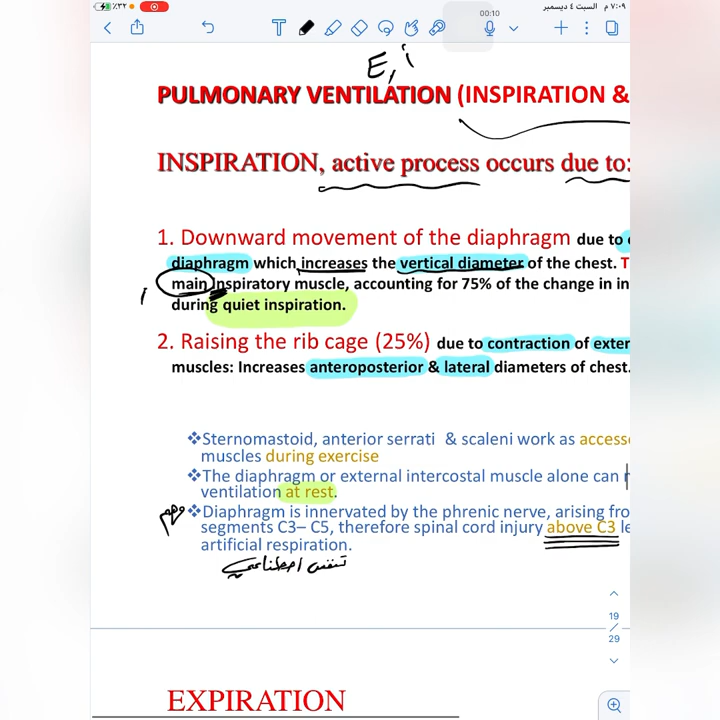 ٧:٠٩ م السبت ٤ ديسمبر
٪٣٢
00:10
E, i
PULMONARY VENTILATION (INSPIRATION &
INSPIRATION, active process occurs due to:
1. Downward movement of the diaphragm due to
diaphragm which increases the vertical diameter of the chest. T
main Inspiratory muscle, accounting for 75% of the change in in
during quiet inspiration.
2. Raising the rib cage (25%) due to contraction of exter
muscles: Increases anteroposterior & lateral diameters of chest.
❖Sternomastoid, anterior serrati & scaleni work as access
muscles during exercise
❖The diaphragm or external intercostal muscle alone can
ventilation at rest.
مهم
❖Diaphragm is innervated by the phrenic nerve, arising fro
segments C3– C5, therefore spinal cord injury above C3 le
artificial respiration.
تنفس اصطناعي
19
/
29
EXPIRATION